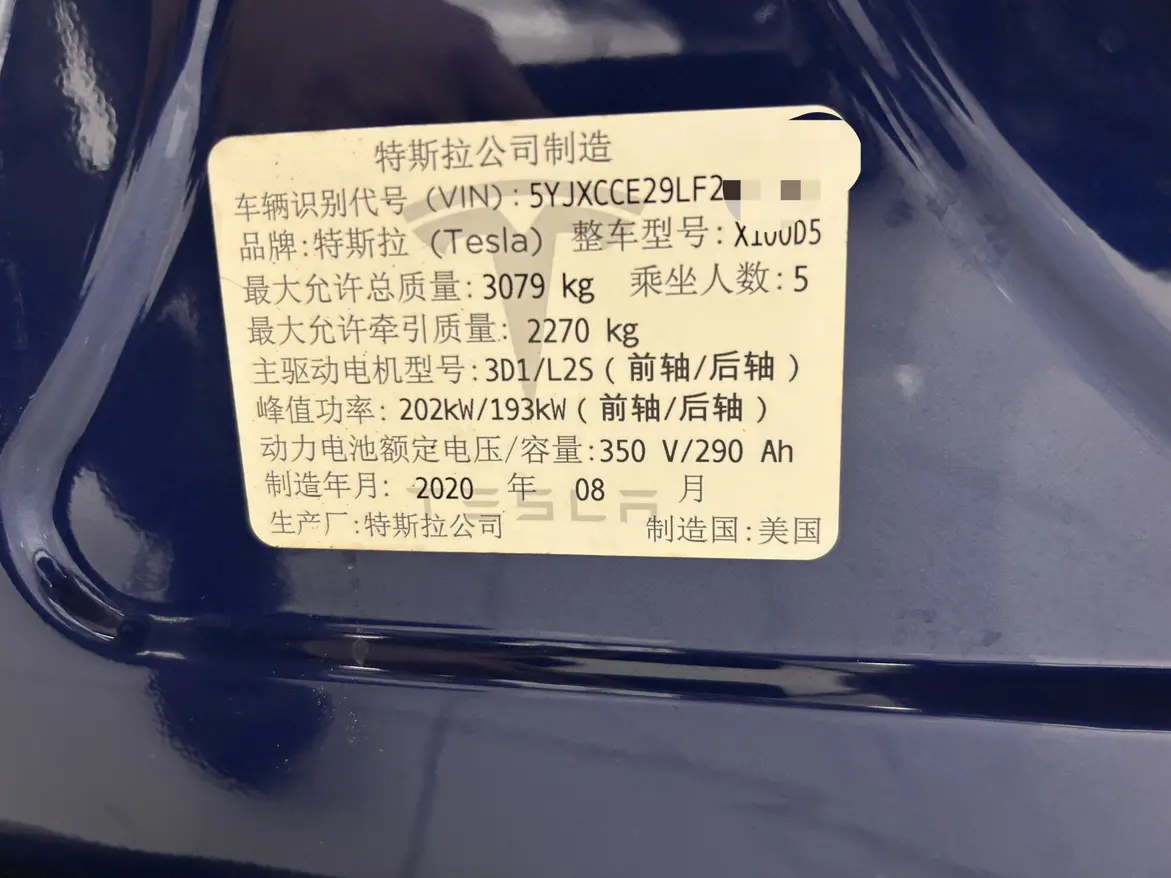 特斯拉公司制造
车辆识别代号（VIN）: 5YJXCCE29LF2
品牌:特斯拉（Tesla） 整车型号: X100D5
最大允许总质量: 3079 kg 乘坐人数: 5
最大允许牵引质量: 2270 kg
主驱动电机型号: 3D1/L2S ( 前轴/后轴 )
峰值功率: 202kW/193kW ( 前轴/后轴 )
动力电池额定电压/容量:350 V/290 Ah
制造年月: 2020 年 08 月
TESLA
生产厂:特斯拉公司 制造国:美国